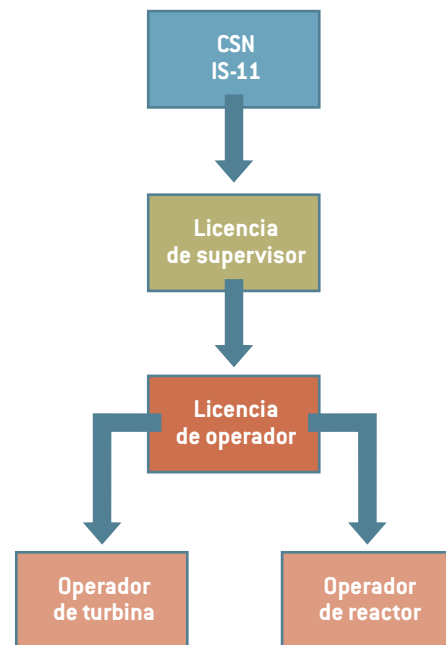 CSN
IS-11
Licencia
de supervisor
Licencia
de operador
Operador
de turbina
Operador
de reactor